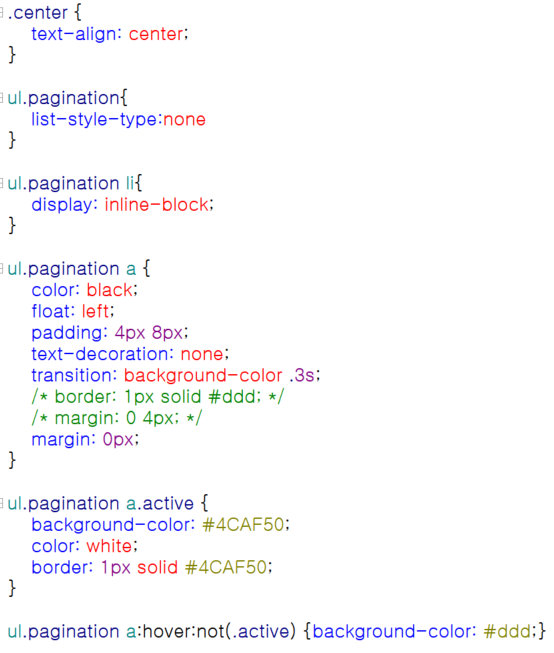 .center {
text-align: center;
}
ul.pagination{
list-style-type:none
}
ul.pagination li{
display: inline-block;
}
ul.pagination a {
color: black;
float: left;
padding: 4px 8px;
text-decoration: none;
transition: background-color .3s;
/* border: 1px solid #ddd; */
/* margin: 0 4px; */
margin: 0px;
}
ul.pagination a.active {
background-color: #4CAF50;
color: white;
border: 1px solid #4CAF50;
}
ul.pagination a:hover:not(.active) {background-color: #ddd;}